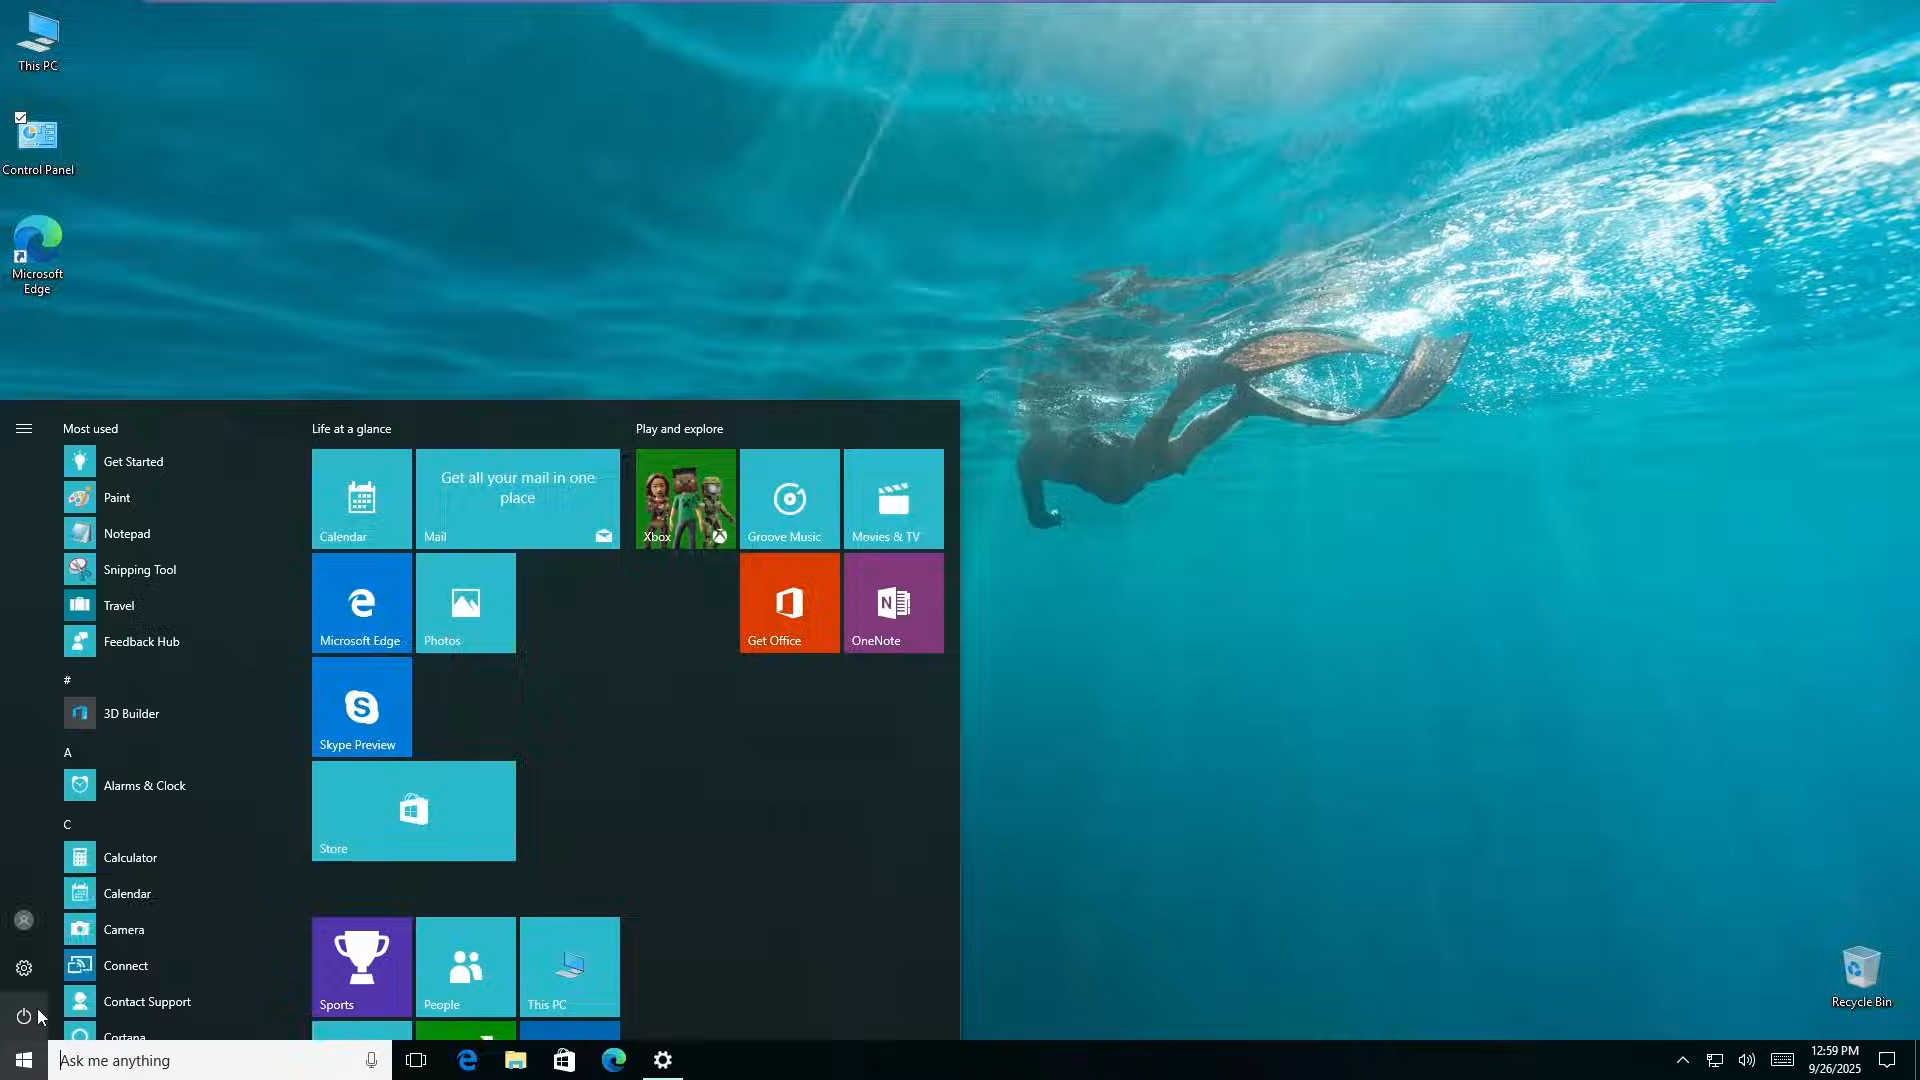 This PC
Control Panel
Microsoft
Edge
Most used
Get Started
Paint
Notepad
Snipping Tool
Travel
Feedback Hub
#
3D Builder
A
Alarms & Clock
C
Calculator
Calendar
Camera
Connect
Contact Support
Cortana
Life at a glance
Calendar
Get all your mail in one
place
Mail
Microsoft Edge
Photos
Skype Preview
Store
Sports
People
This PC
Play and explore
Xbox
Groove Music
Movies & TV
Get Office
OneNote
Recycle Bin
Ask me anything
12:59 PM
9/26/2025